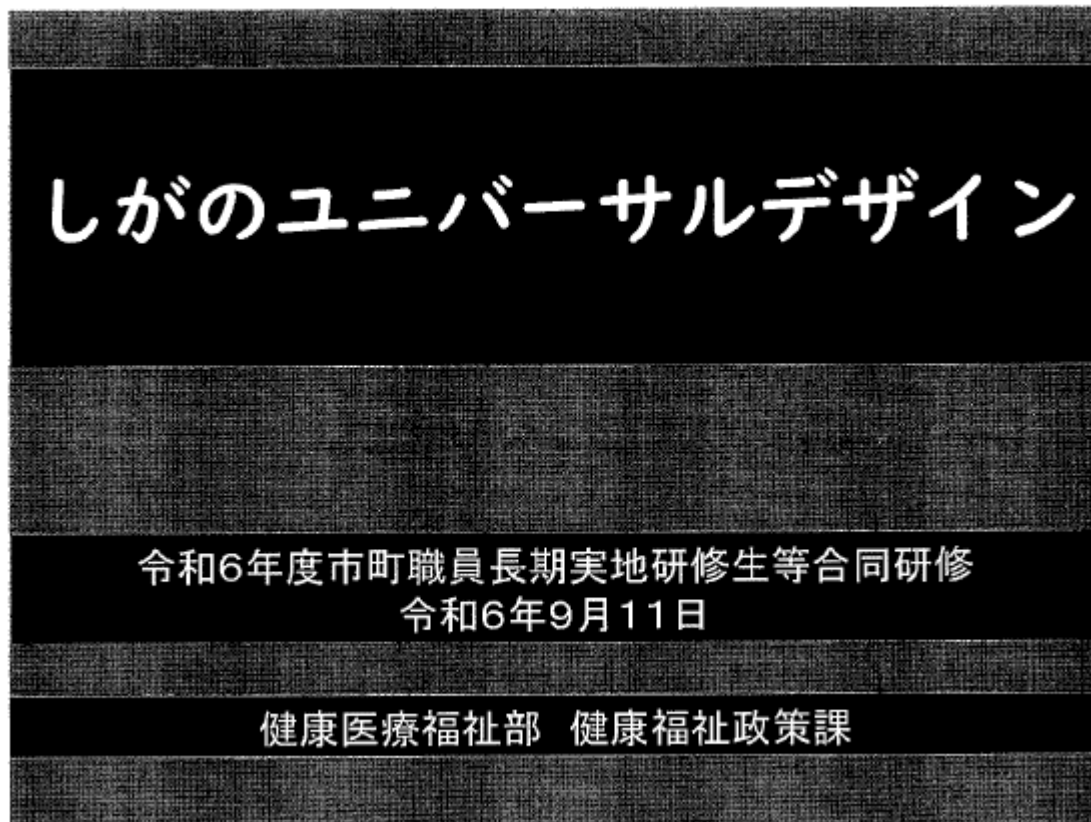 しがのユニバーサルデザイン
令和6年度市町職員長期実地研修生等合同研修
令和6年9月11日
健康医療福祉部 健康福祉政策課